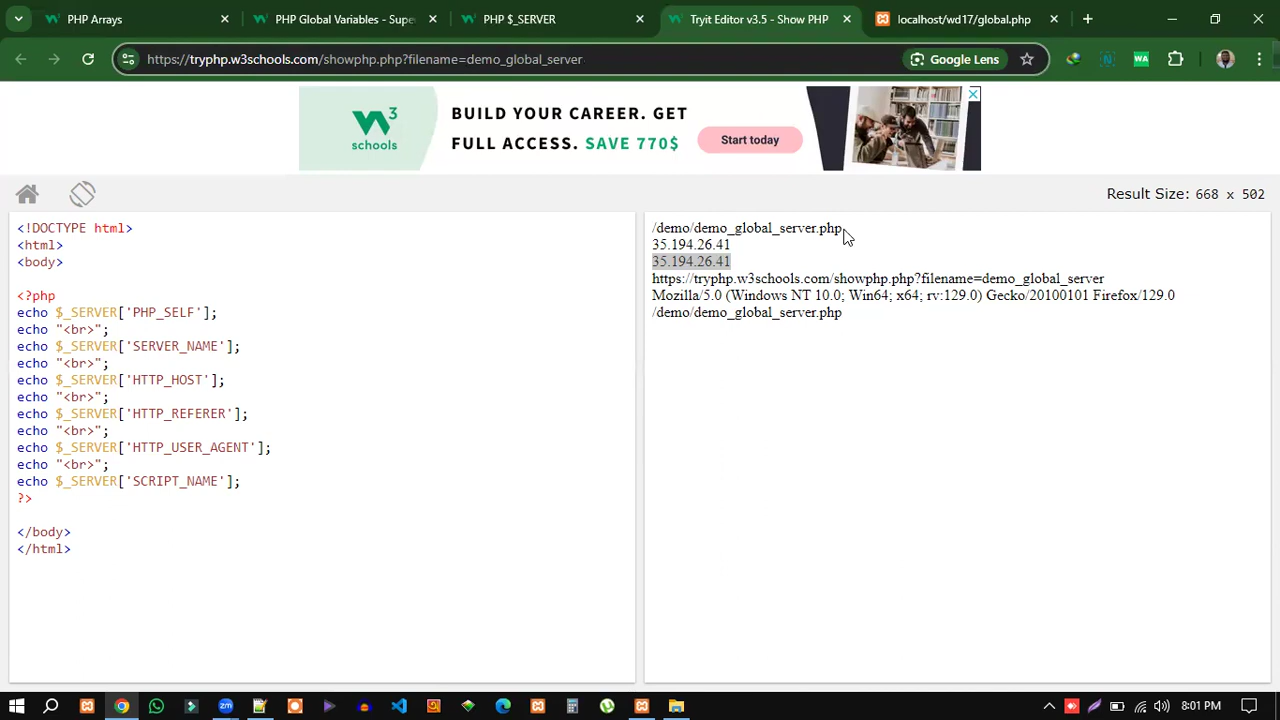 PHP Arrays
PHP Global Variables - Supe
PHP $_SERVER
Tryit Editor v3.5 - Show PHP
localhost/wd17/global.php
https://tryphp.w3schools.com/showphp.php?filename=demo_global_server
Google Lens
WA
W3
schools
BUILD YOUR CAREER. GET
FULL ACCESS. SAVE 770$
Start today
Result Size: 668 x 502
<!DOCTYPE html>
<html>
<body>
<?php
echo $_SERVER['PHP_SELF'];
echo "<br>";
echo $_SERVER['SERVER_NAME'];
echo "<br>";
echo $_SERVER['HTTP_HOST'];
echo "<br>";
echo $_SERVER['HTTP_REFERER'];
echo "<br>";
echo $_SERVER['HTTP_USER_AGENT'];
echo "<br>";
echo $_SERVER['SCRIPT_NAME'];
?>
</body>
</html>
/demo/demo_global_server.php
35.194.26.41
35.194.26.41
https://tryphp.w3schools.com/showphp.php?filename=demo_global_server
Mozilla/5.0 (Windows NT 10.0; Win64; x64; rv:129.0) Gecko/20100101 Firefox/129.0
/demo/demo_global_server.php
zm
8:01 PM